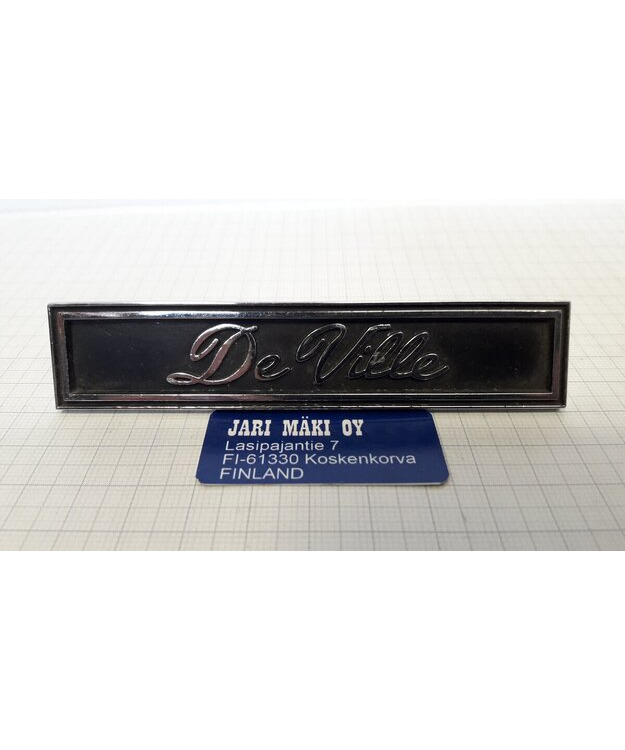 De Ville
JARI MÄKI OY
Lasipajantie 7
FI-61330 Koskenkorva
FINLAND